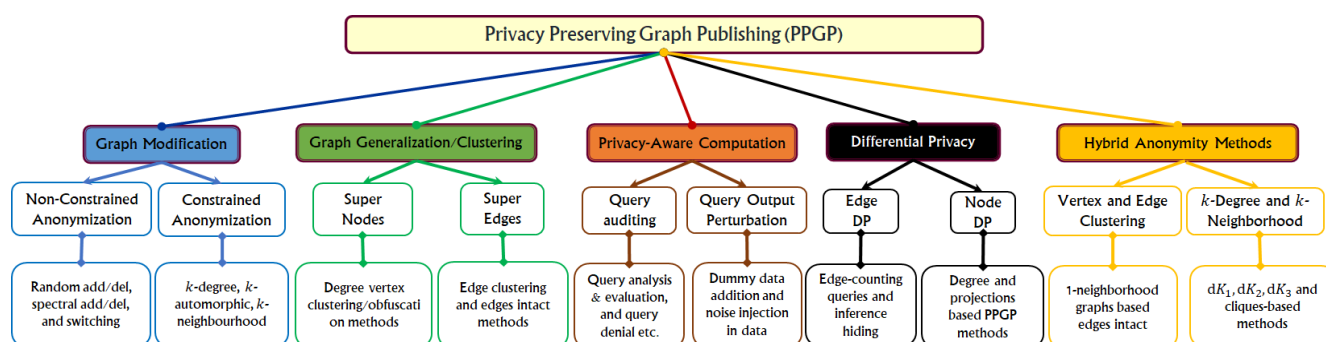 Privacy Preserving Graph Publishing (PPGP)
Graph Modification
Graph Generalization/Clustering
Privacy-Aware Computation
Differential Privacy
Hybrid Anonymity Methods
Non-Constrained
Anonymization
Constrained
Anonymization
Super
Nodes
Super
Edges
Query
auditing
Query Output
Perturbation
Edge
DP
Node
DP
Vertex and Edge
Clustering
k-Degree and k-
Neighborhood
Random add/del,
spectral add/del,
and switching
k-degree, k-
automorphic, k-
neighbourhood
Degree vertex
clustering/obfuscati
on methods
Edge clustering
and edges intact
methods
Query analysis
& evaluation,
and query
denial etc.
Dummy data
addition and
noise injection
in data
Edge-counting
queries and
inference
hiding
Degree and
projections
based PPGP
methods
1-neighborhood
graphs based
edges intact
dK₁, dK₂, dK₃ and
cliques-based
methods